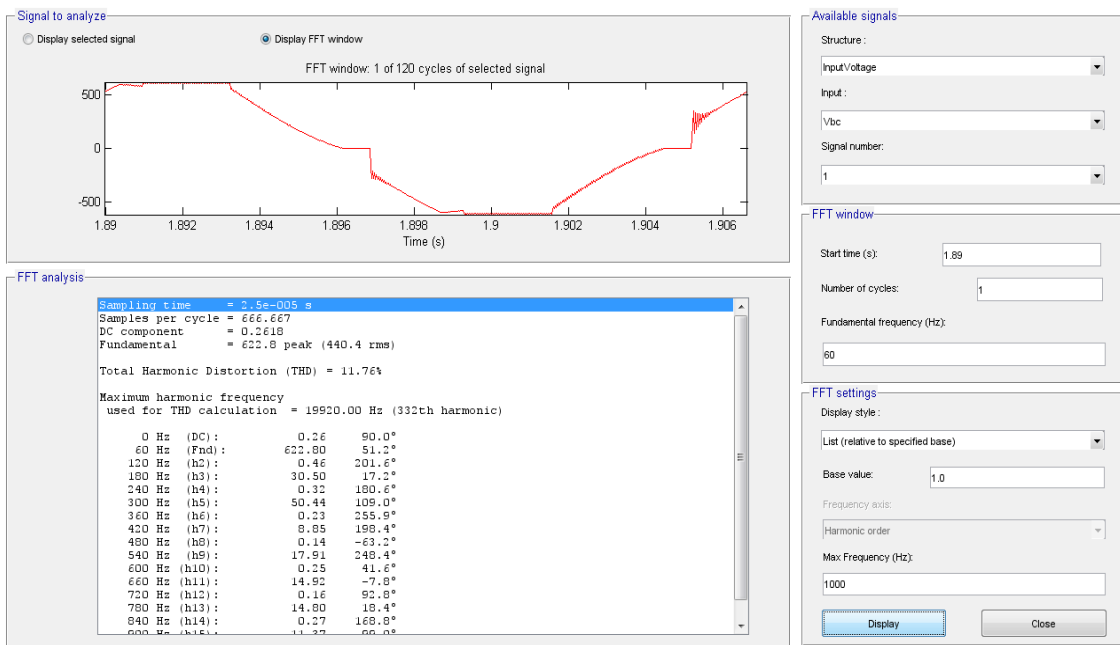 Signal to analyze
Display selected signal
Display FFT window
FFT window: 1 of 120 cycles of selected signal
500
0
-500
1.89 1.892 1.894 1.896 1.898 1.9 1.902 1.904 1.906
Time (s)
FFT analysis
Sampling time = 2.5e-005 s
Samples per cycle = 666.667
DC component = 0.2618
Fundamental = 622.8 peak (440.4 rms)
Total Harmonic Distortion (THD) = 11.76%
Maximum harmonic frequency
used for THD calculation = 19920.00 Hz (332th harmonic)
0 Hz (DC): 0.26 90.0°
60 Hz (Fnd): 622.80 51.2°
120 Hz (h2): 0.46 201.6°
180 Hz (h3): 30.50 17.2°
240 Hz (h4): 0.32 180.6°
300 Hz (h5): 50.44 109.0°
360 Hz (h6): 0.23 255.9°
420 Hz (h7): 8.85 198.4°
480 Hz (h8): 0.14 -63.2°
540 Hz (h9): 17.91 248.4°
600 Hz (h10): 0.25 41.6°
660 Hz (h11): 14.92 -7.8°
720 Hz (h12): 0.16 92.8°
780 Hz (h13): 14.80 18.4°
840 Hz (h14): 0.27 168.8°
900 Hz (h15): 11.37 99.0°
Available signals
Structure :
InputVoltage
Input :
Vbc
Signal number:
1
FFT window
Start time (s):
1.89
Number of cycles:
1
Fundamental frequency (Hz):
60
FFT settings
Display style :
List (relative to specified base)
Base value:
1.0
Frequency axis:
Harmonic order
Max Frequency (Hz):
1000
Display
Close